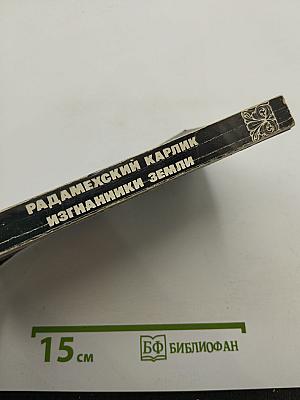 РАДАМЕХСКИЙ КАРЛИК
ИЗГНАННИКИ ЗЕМЛИ
15 см
БФ БИБЛИОФАН